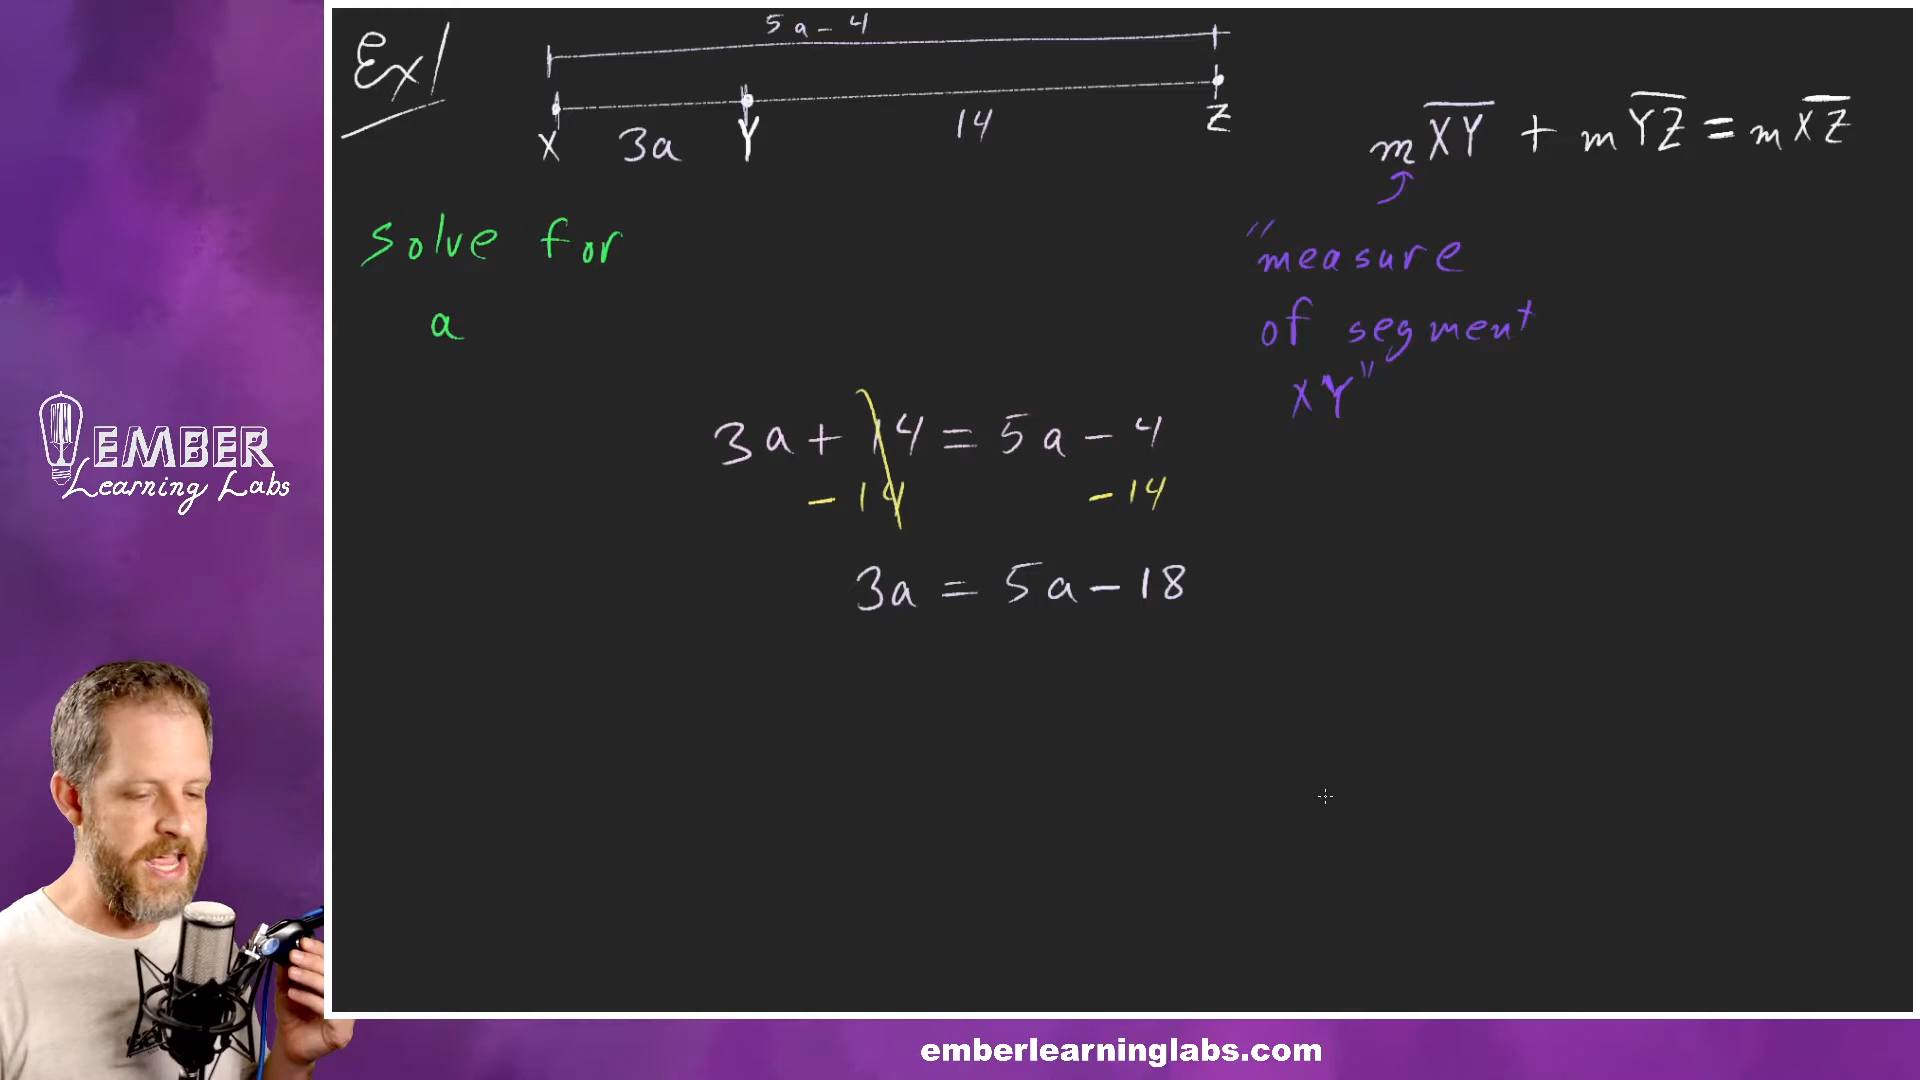 Ex1
5a - 4
X 3a Y 14 Z
mXY + mYZ = mXZ
solve for
a
"measure
of segment
XY"
3a + 14 = 5a - 4
- 14 - 14
3a = 5a - 18
EMBER
Learning Labs
emberlearninglabs.com